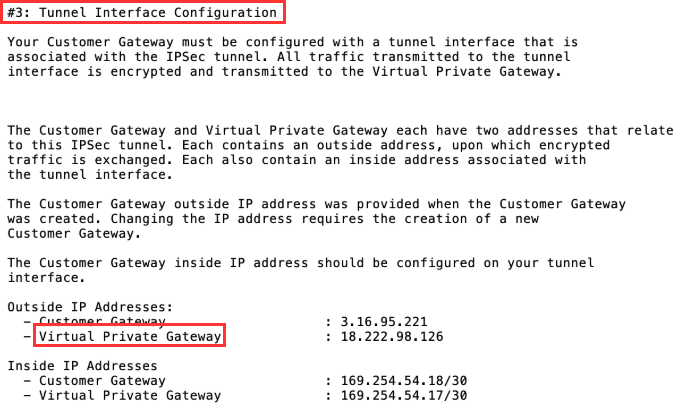 #3: Tunnel Interface Configuration
Your Customer Gateway must be configured with a tunnel interface that is
associated with the IPSec tunnel. All traffic transmitted to the tunnel
interface is encrypted and transmitted to the Virtual Private Gateway.
The Customer Gateway and Virtual Private Gateway each have two addresses that relate
to this IPSec tunnel. Each contains an outside address, upon which encrypted
traffic is exchanged. Each also contain an inside address associated with
the tunnel interface.
The Customer Gateway outside IP address was provided when the Customer Gateway
was created. Changing the IP address requires the creation of a new
Customer Gateway.
The Customer Gateway inside IP address should be configured on your tunnel
interface.
Outside IP Addresses:
- Customer Gateway : 3.16.95.221
- Virtual Private Gateway : 18.222.98.126
Inside IP Addresses
- Customer Gateway : 169.254.54.18/30
- Virtual Private Gateway : 169.254.54.17/30